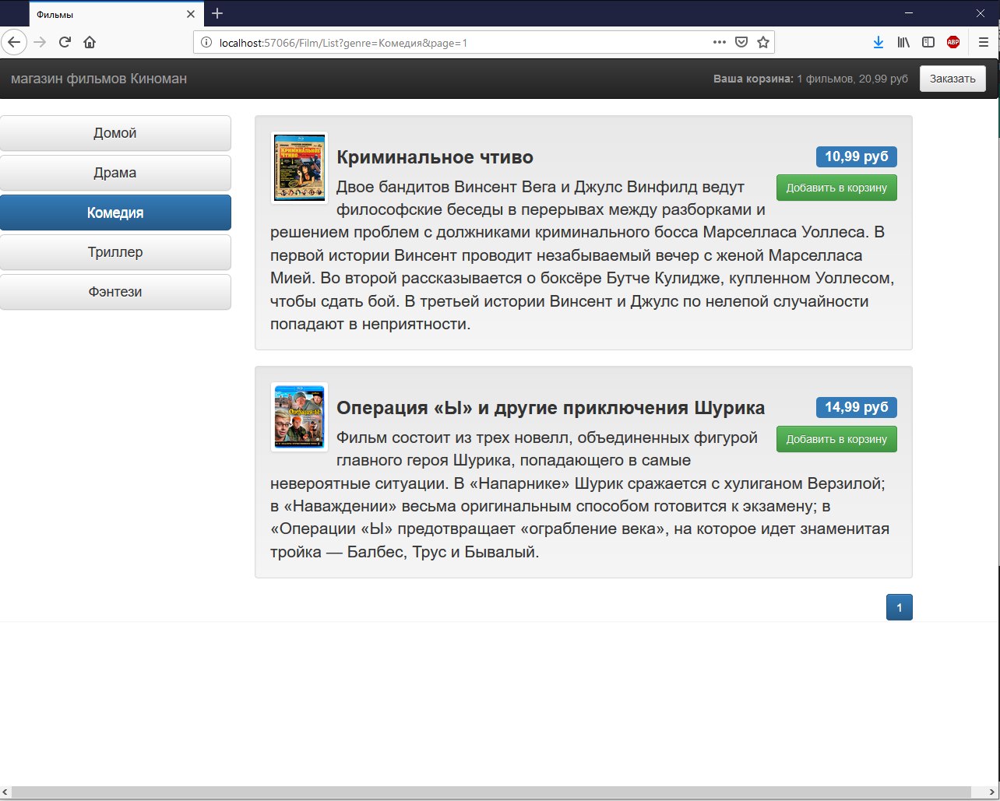 Фильмы
localhost:57066/Film/List?genre=Комедия&page=1
ABP
магазин фильмов Киноман
Ваша корзина: 1 фильмов, 20,99 руб
Заказать
Домой
Драма
Комедия
Триллер
Фэнтези
КРИМИНАЛЬНОЕ
ЧТИВО
Криминальное чтиво
10,99 руб
Добавить в корзину
Двое бандитов Винсент Вега и Джулс Винфилд ведут
философские беседы в перерывах между разборками и
решением проблем с должниками криминального босса Марселласа Уоллеса. В
первой истории Винсент проводит незабываемый вечер с женой Марселласа
Мией. Во второй рассказывается о боксёре Бутче Кулидже, купленном Уоллесом,
чтобы сдать бой. В третьей истории Винсент и Джулс по нелепой случайности
попадают в неприятности.
Операция «Ы» и другие приключения Шурика
14,99 руб
Добавить в корзину
Фильм состоит из трех новелл, объединенных фигурой
главного героя Шурика, попадающего в самые
невероятные ситуации. В «Напарнике» Шурик сражается с хулиганом Верзилой;
в «Наваждении» весьма оригинальным способом готовится к экзамену; в
«Операции «Ы» предотвращает «ограбление века», на которое идет знаменитая
тройка — Балбес, Трус и Бывалый.
1